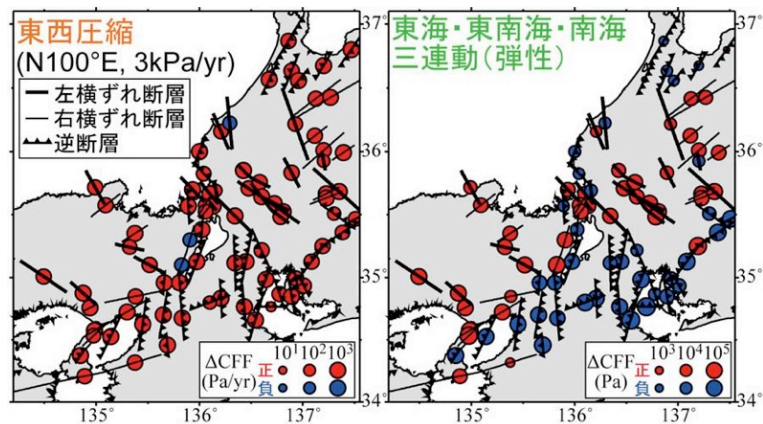 東西圧縮
(N100°E, 3kPa/yr)
左横ずれ断層
右横ずれ断層
逆断層
ΔCFF 10¹ 10² 10³
(Pa/yr) 正
負
135° 136° 137°
東海・東南海・南海
三連動（弾性）
ΔCFF 10³ 10⁴ 10⁵
(Pa) 正
負
135° 136° 137°
37°
36°
35°
34°
37°
36°
35°
34°